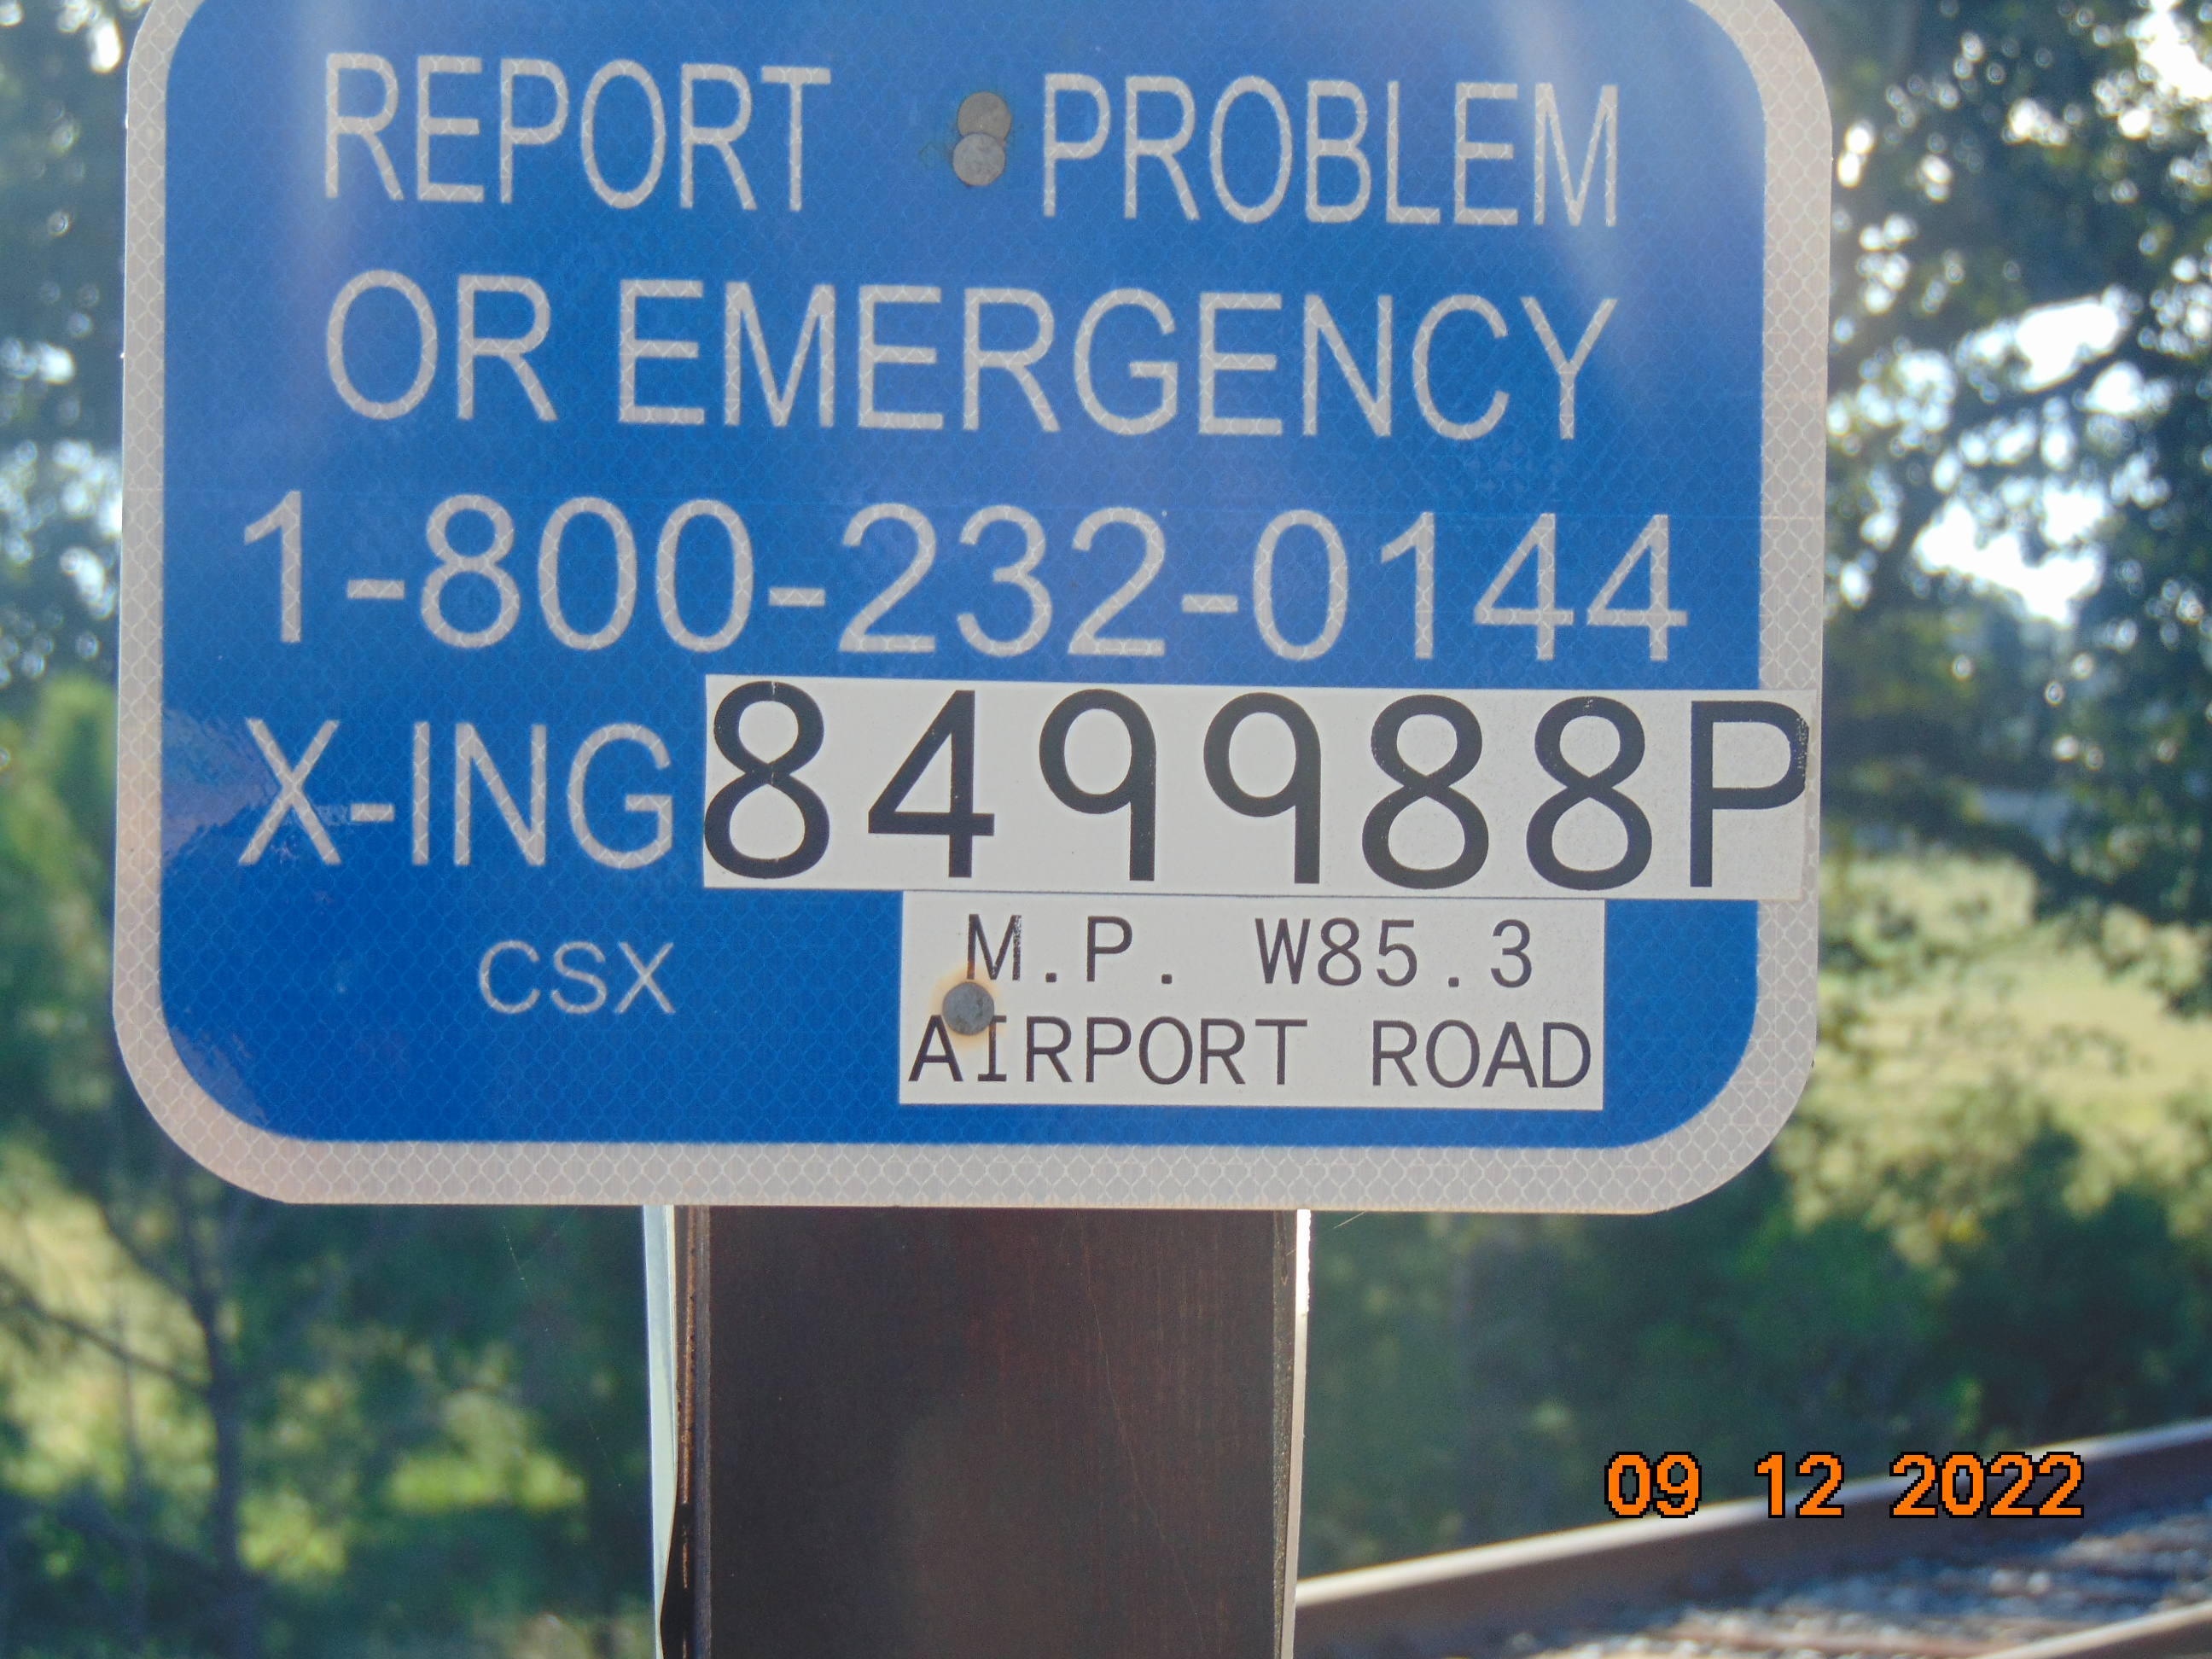 REPORT PROBLEM
OR EMERGENCY
1-800-232-0144
X-ING 849988P
CSX
M.P. W85.3
AIRPORT ROAD
09 12 2022